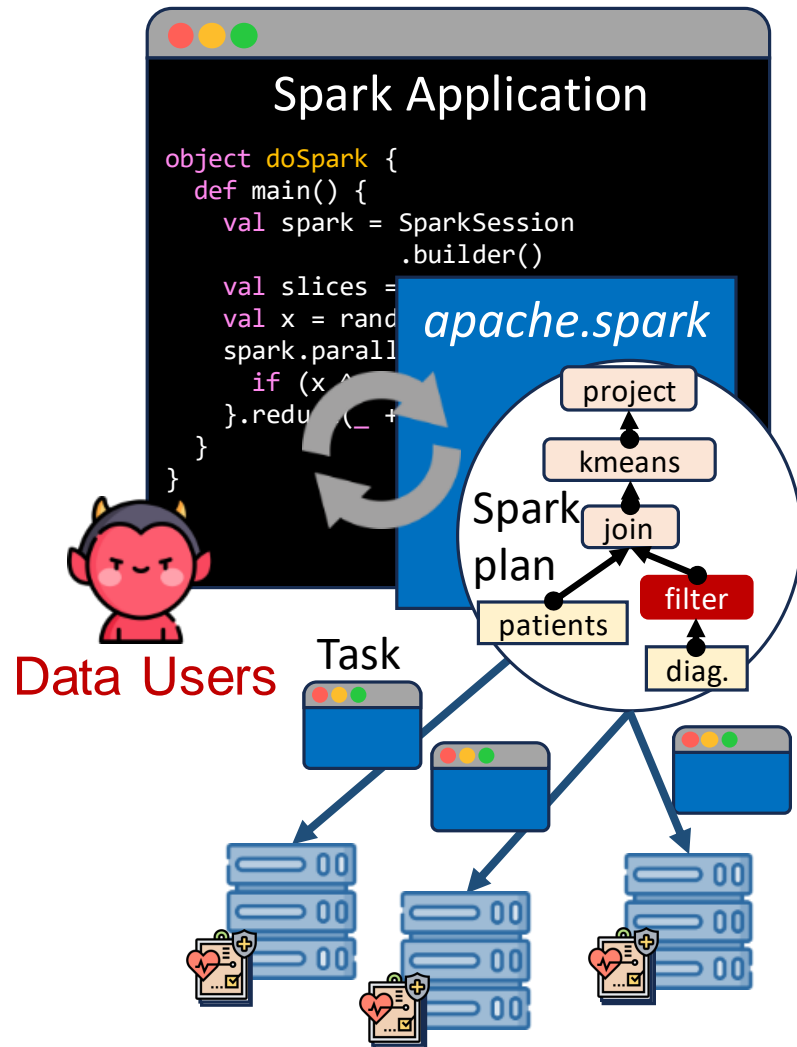 Spark Application
object doSpark {
def main() {
val spark = SparkSession
.builder()
val slices =
val x = rand
spark.parall
if (x ^
}.redu (_ +
}
}
apache.spark
project
kmeans
Spark
plan
join
filter
patients
diag.
Data Users
Task